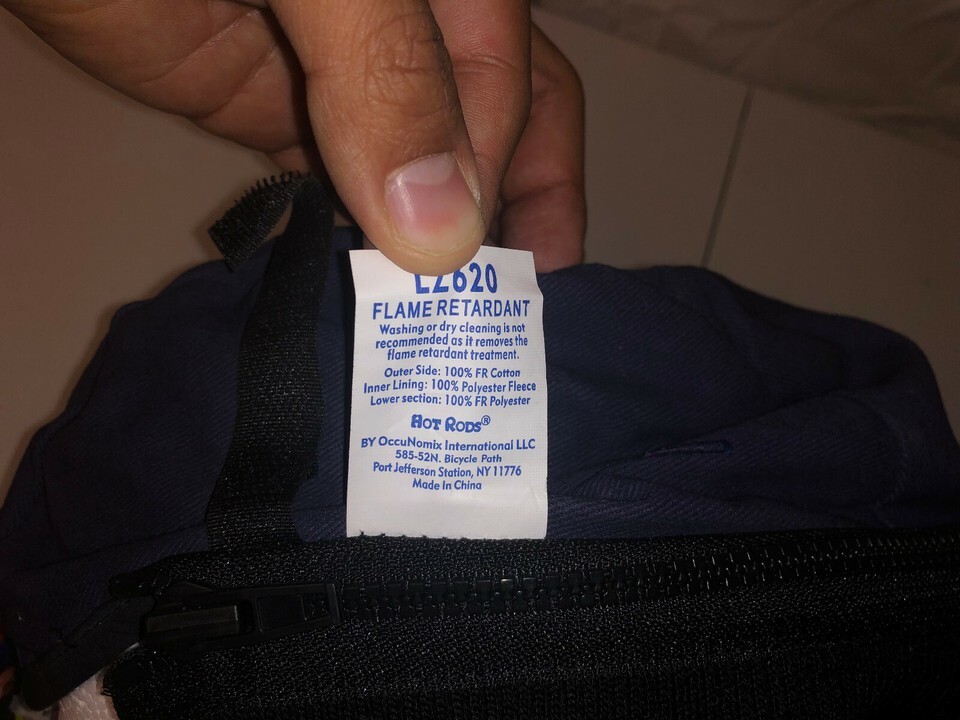 LZ620
FLAME RETARDANT
Washing or dry cleaning is not
recommended as it removes the
flame retardant treatment.
Outer Side: 100% FR Cotton
Inner Lining: 100% Polyester Fleece
Lower section: 100% FR Polyester
HOT RODS®
BY OccuNomix International LLC
585-52N. Bicycle Path
Port Jefferson Station, NY 11776
Made In China